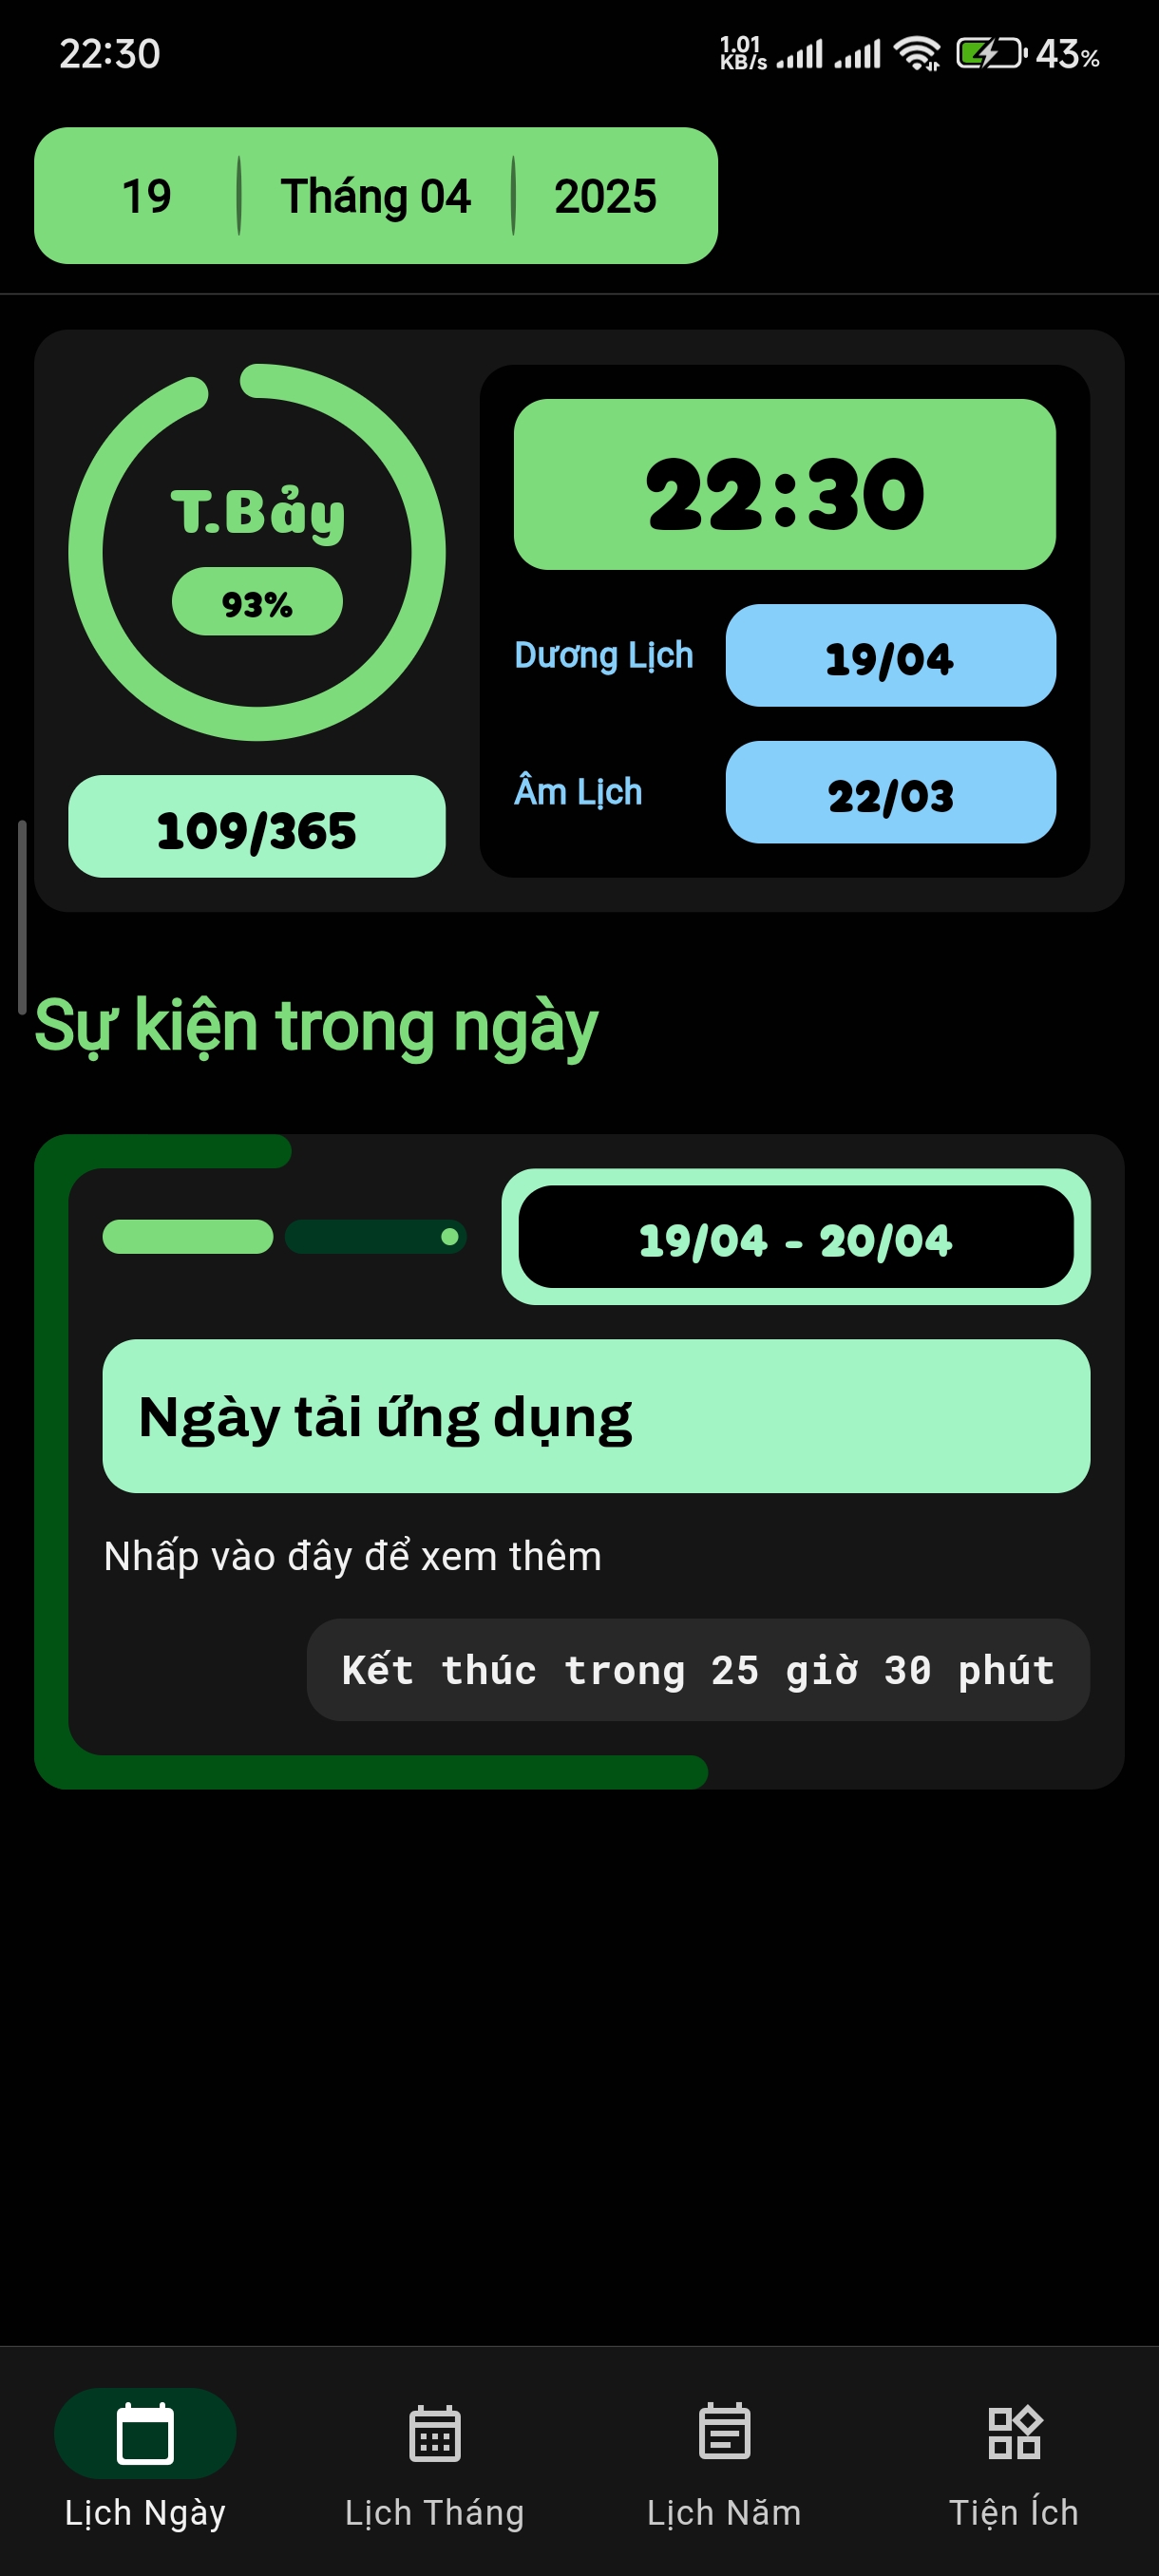 22:30
1.01
KB/s
43%
19 Tháng 04 2025
T.Bảy
93%
109/365
22:30
Dương Lịch 19/04
Âm Lịch 22/03
Sự kiện trong ngày
19/04 - 20/04
Ngày tải ứng dụng
Nhấp vào đây để xem thêm
Kết thúc trong 25 giờ 30 phút
Lịch Ngày Lịch Tháng Lịch Năm Tiện Ích